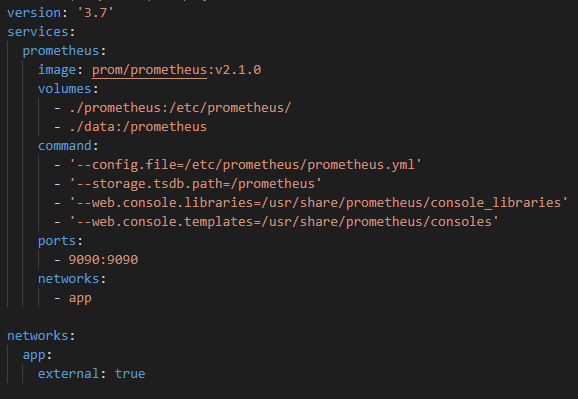 version: '3.7'
services:
  prometheus:
    image: prom/prometheus:v2.1.0
    volumes:
      - ./prometheus:/etc/prometheus/
      - ./data:/prometheus
    command:
      - '--config.file=/etc/prometheus/prometheus.yml'
      - '--storage.tsdb.path=/prometheus'
      - '--web.console.libraries=/usr/share/prometheus/console_libraries'
      - '--web.console.templates=/usr/share/prometheus/consoles'
    ports:
      - 9090:9090
    networks:
      - app

networks:
  app:
    external: true